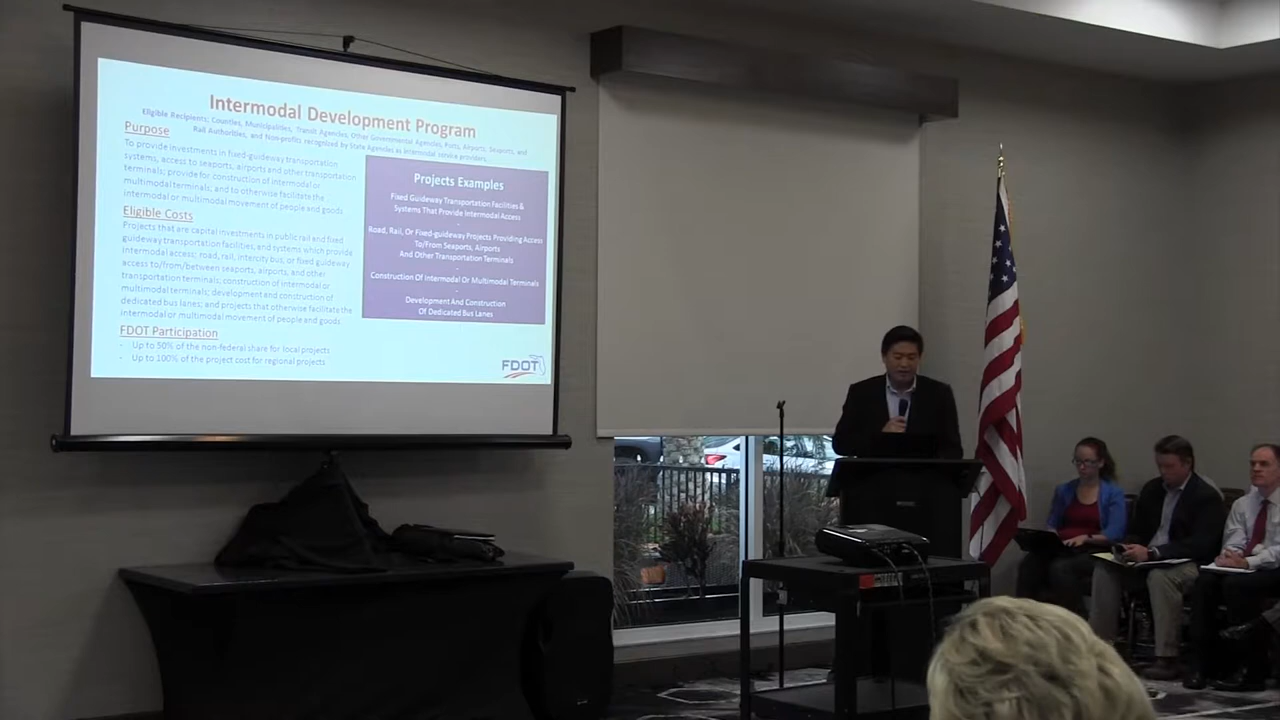 Intermodal Development Program
Eligible Recipients: Counties, Municipalities, Transit Agencies, Other Governmental Agencies, Ports, Airports, Seaports, and
Rail Authorities, and Non-profits recognized by State Agencies as intermodal service providers.
Purpose
To provide investments in fixed-guideway transportation
systems, access to seaports, airports and other transportation
terminals; provide for construction of intermodal or
multimodal terminals; and to otherwise facilitate the
intermodal or multimodal movement of people and goods
Eligible Costs
Projects that are capital investments in public rail and fixed
guideway transportation facilities, and systems which provide
intermodal access; road, rail, intercity bus, or fixed guideway
access to/from/between seaports, airports, and other
transportation terminals; construction of intermodal or
multimodal terminals; development and construction of
dedicated bus lanes; and projects that otherwise facilitate the
intermodal or multimodal movement of people and goods.
FDOT Participation
- Up to 50% of the non-federal share for local projects
- Up to 100% of the project cost for regional projects
Projects Examples
Fixed Guideway Transportation Facilities &
Systems That Provide Intermodal Access
-
Road, Rail, Or Fixed-guideway Projects Providing Access
To/From Seaports, Airports
And Other Transportation Terminals
-
Construction Of Intermodal Or Multimodal Terminals
-
Development And Construction
Of Dedicated Bus Lanes
FDOT